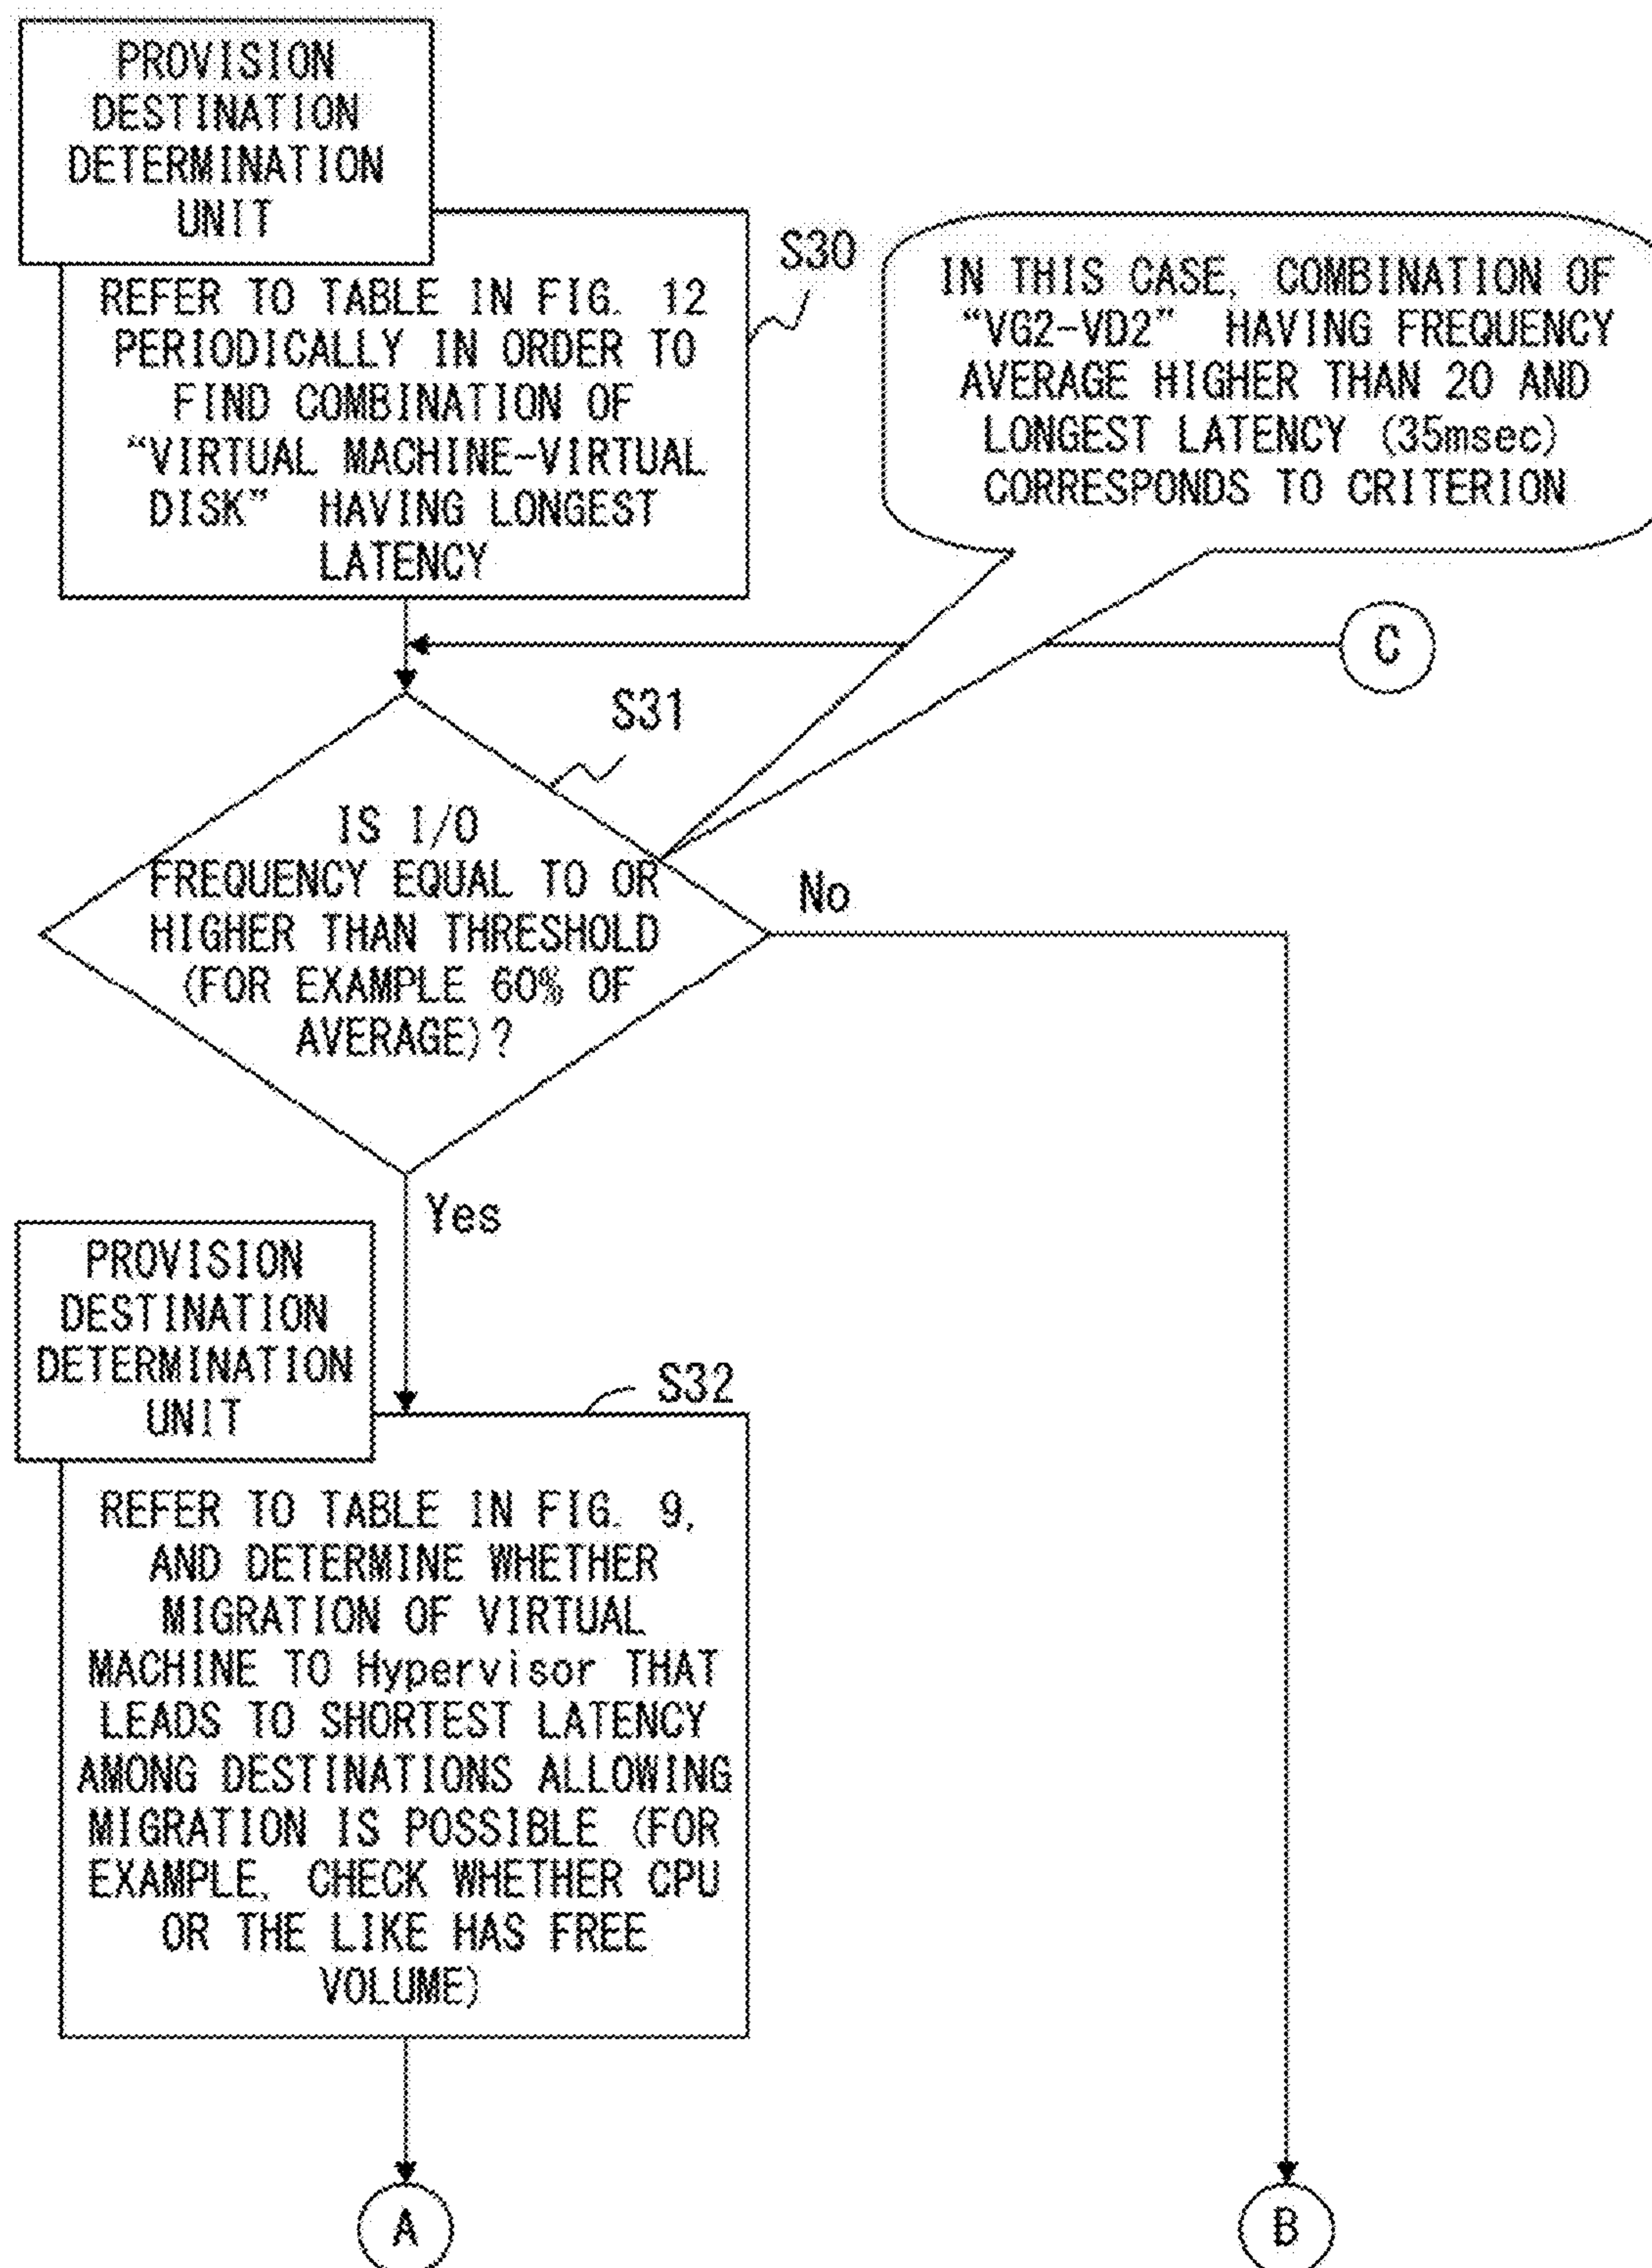 PROVISION
DESTINATION
DETERMINATION
UNIT
S30
REFER TO TABLE IN FIG. 12
PERIODICALLY IN ORDER TO
FIND COMBINATION OF
“VIRTUAL MACHINE-VIRTUAL
DISK” HAVING LONGEST
LATENCY
IN THIS CASE, COMBINATION OF
“VG2-VD2” HAVING FREQUENCY
AVERAGE HIGHER THAN 20 AND
LONGEST LATENCY (35msec)
CORRESPONDS TO CRITERION
C
S31
IS I/O
FREQUENCY EQUAL TO OR
HIGHER THAN THRESHOLD
(FOR EXAMPLE 60% OF
AVERAGE)?
No
Yes
PROVISION
DESTINATION
DETERMINATION
UNIT
S32
REFER TO TABLE IN FIG. 9,
AND DETERMINE WHETHER
MIGRATION OF VIRTUAL
MACHINE TO Hypervisor THAT
LEADS TO SHORTEST LATENCY
AMONG DESTINATIONS ALLOWING
MIGRATION IS POSSIBLE (FOR
EXAMPLE, CHECK WHETHER CPU
OR THE LIKE HAS FREE
VOLUME)
A
B